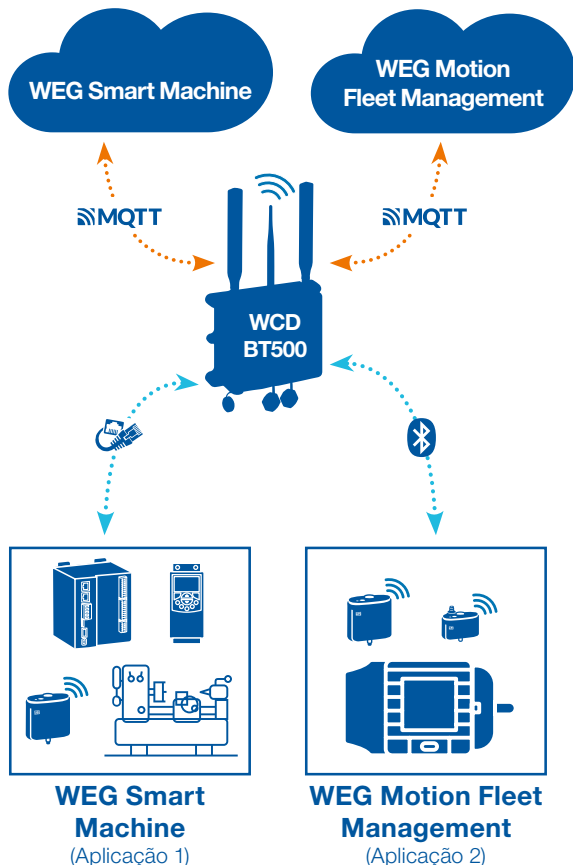 WEG Smart Machine
WEG Motion
Fleet Management
MQTT
MQTT
WCD
BT500
WEG Smart
Machine
(Aplicação 1)
WEG Motion Fleet
Management
(Aplicação 2)